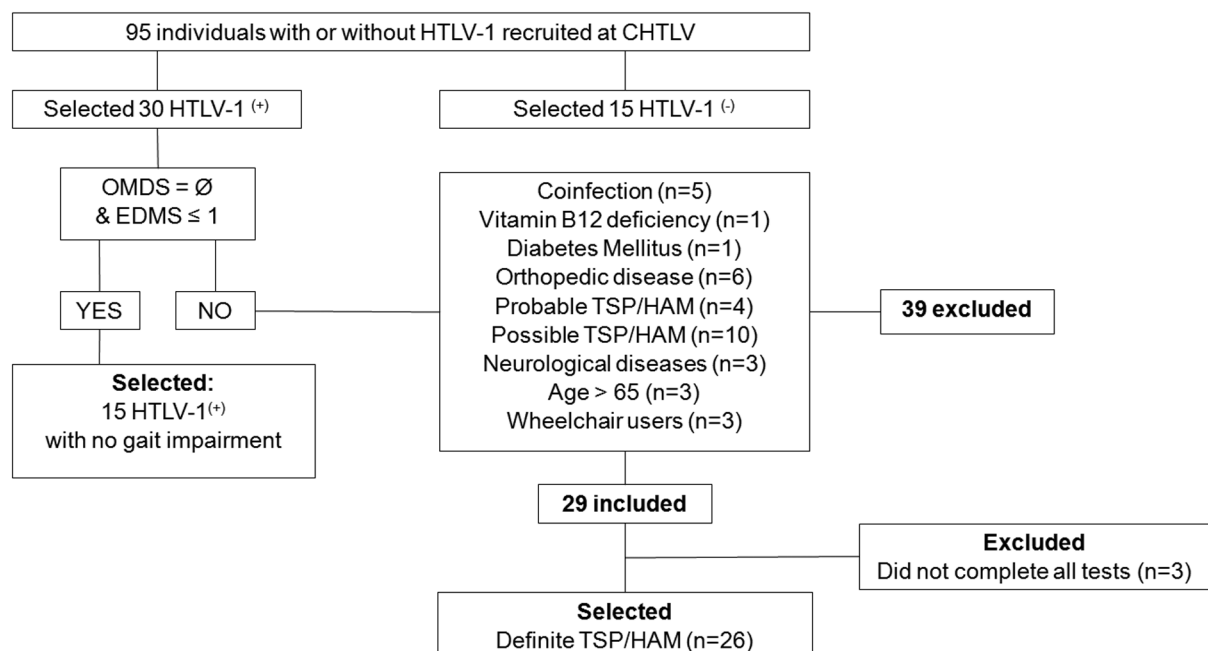 95 individuals with or without HTLV-1 recruited at CHTLV
Selected 30 HTLV-1 (+)
Selected 15 HTLV-1 (-)
OMDS = Ø
& EDMS ≤ 1
YES
NO
Selected:
15 HTLV-1(+)
with no gait impairment
Coinfection (n=5)
Vitamin B12 deficiency (n=1)
Diabetes Mellitus (n=1)
Orthopedic disease (n=6)
Probable TSP/HAM (n=4)
Possible TSP/HAM (n=10)
Neurological diseases (n=3)
Age > 65 (n=3)
Wheelchair users (n=3)
39 excluded
29 included
Excluded
Did not complete all tests (n=3)
Selected
Definite TSP/HAM (n=26)